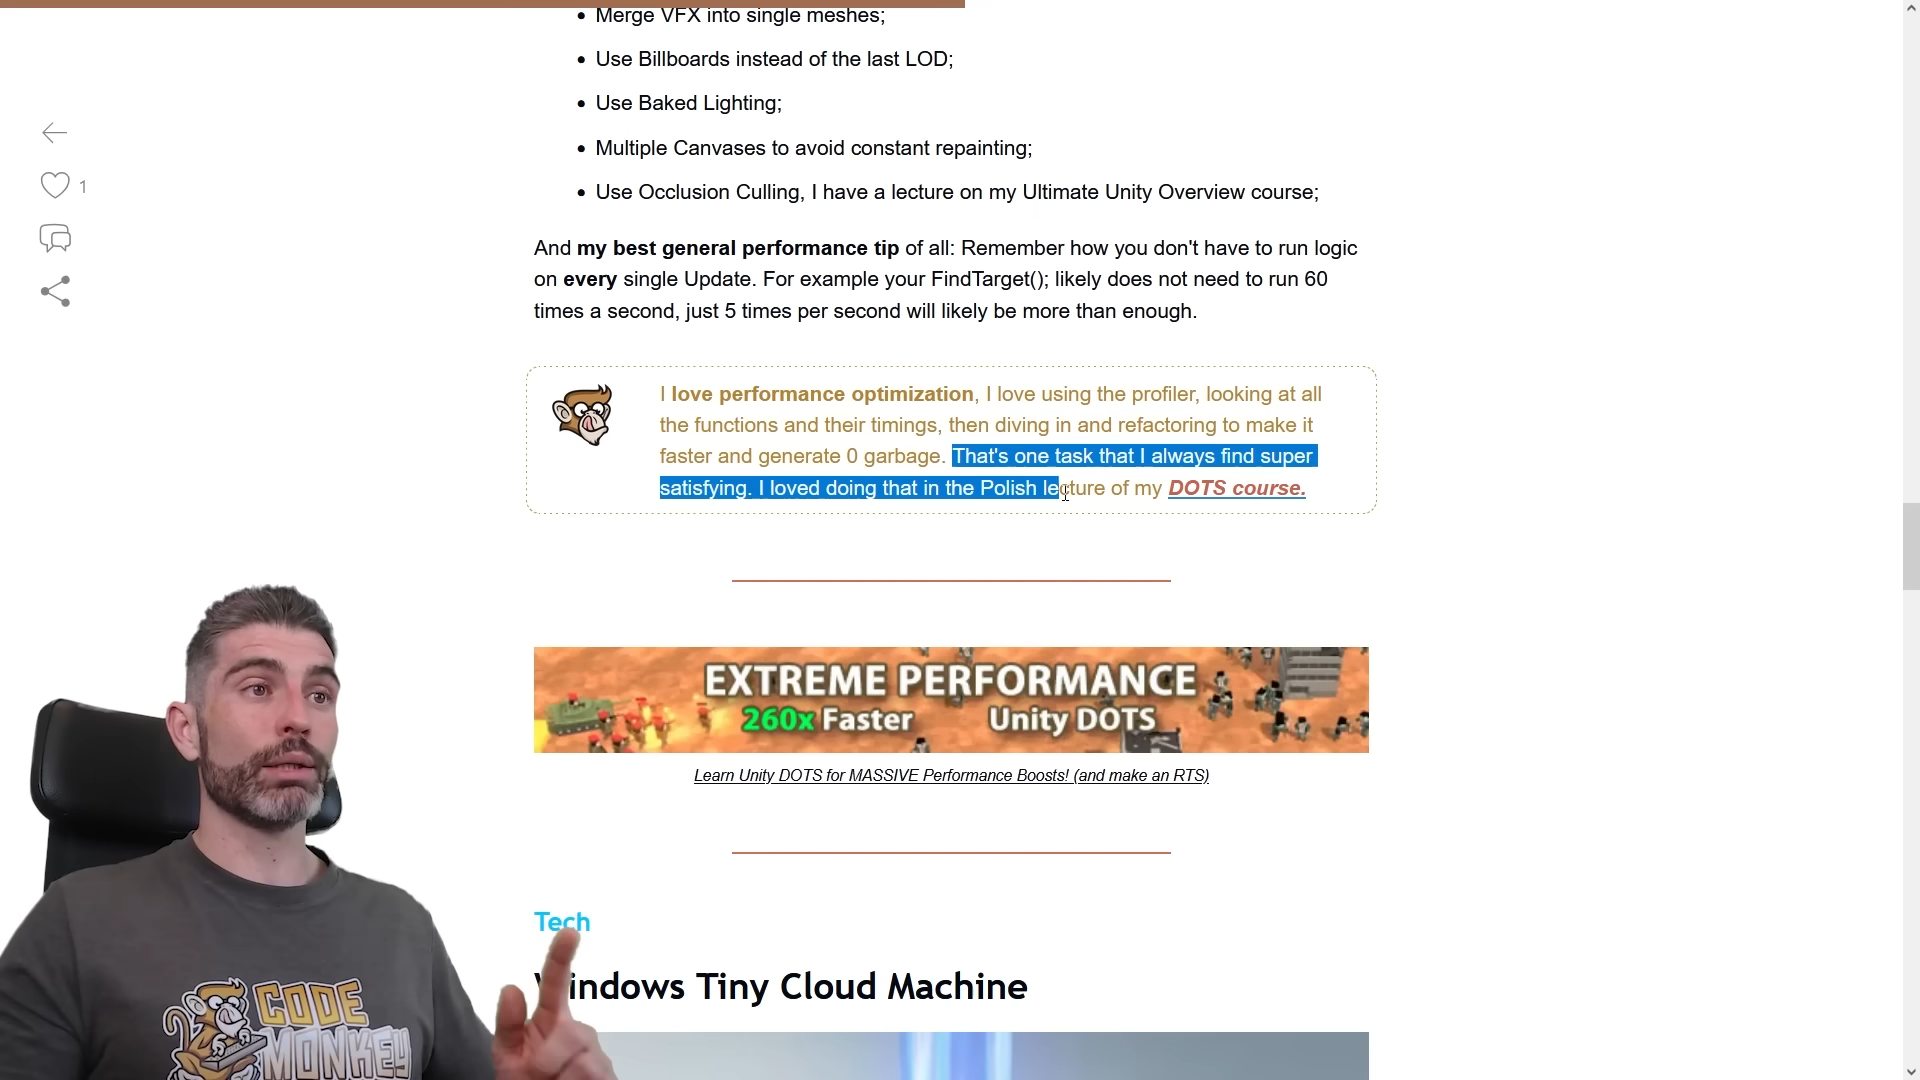 Merge VFX into single meshes;
Use Billboards instead of the last LOD;
Use Baked Lighting;
Multiple Canvases to avoid constant repainting;
Use Occlusion Culling, I have a lecture on my Ultimate Unity Overview course;
1
And my best general performance tip of all: Remember how you don't have to run logic
on every single Update. For example your FindTarget(); likely does not need to run 60
times a second, just 5 times per second will likely be more than enough.
I love performance optimization, I love using the profiler, looking at all
the functions and their timings, then diving in and refactoring to make it
faster and generate 0 garbage. That's one task that I always find super
satisfying. I loved doing that in the Polish lecture of my DOTS course.
EXTREME PERFORMANCE
260x Faster Unity DOTS
Learn Unity DOTS for MASSIVE Performance Boosts! (and make an RTS)
Tech
Windows Tiny Cloud Machine
CODE
MONKEY